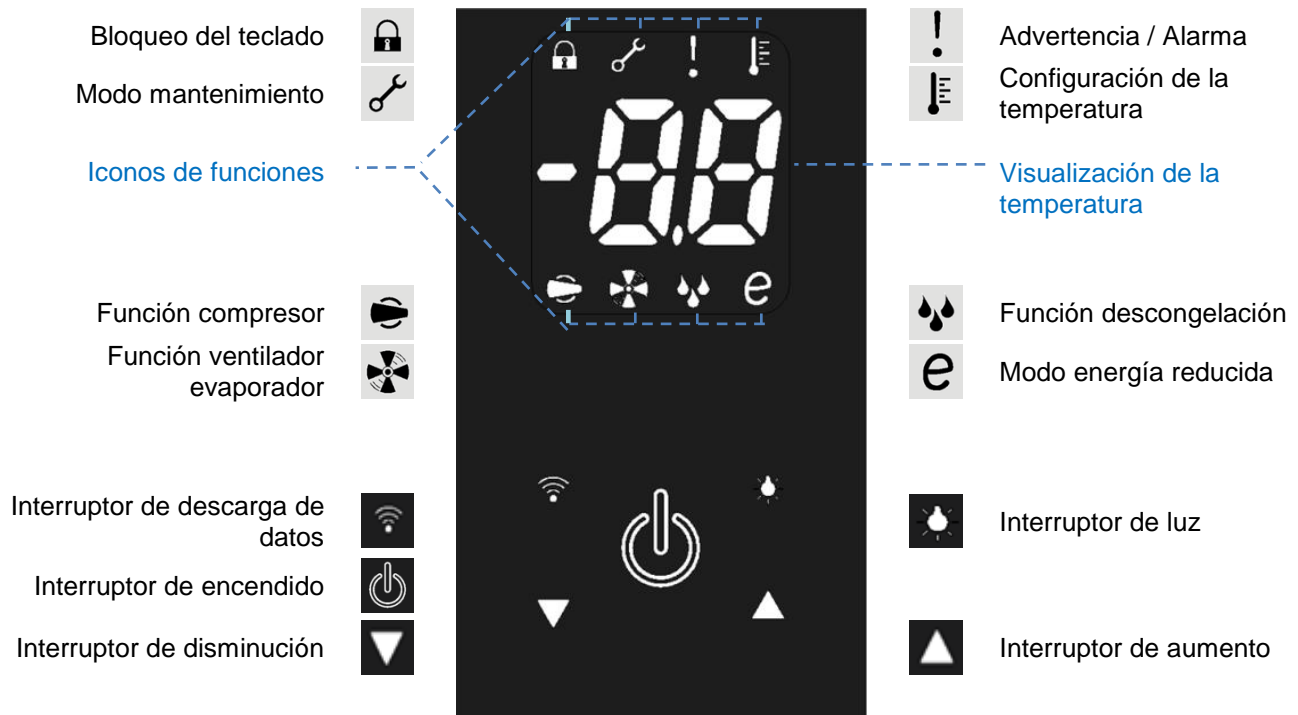 Bloqueo del teclado
Modo mantenimiento
Iconos de funciones
Función compresor
Función ventilador
evaporador
Interruptor de descarga de
datos
Interruptor de encendido
Interruptor de disminución
-8.8
e
Advertencia / Alarma
Configuración de la
temperatura
Visualización de la
temperatura
Función descongelación
e
Modo energía reducida
Interruptor de luz
Interruptor de aumento